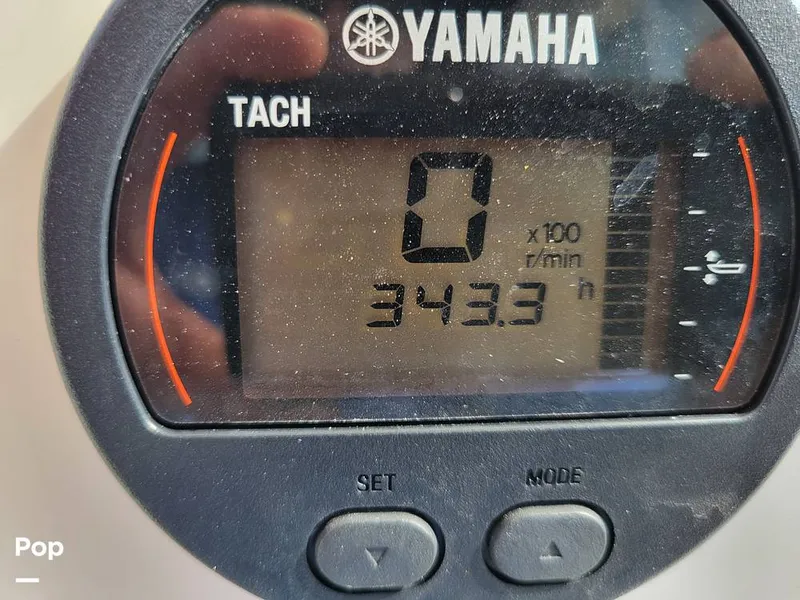 YAMAHA
TACH
0
x100
r/min
343.3 h
SET
MODE
Pop